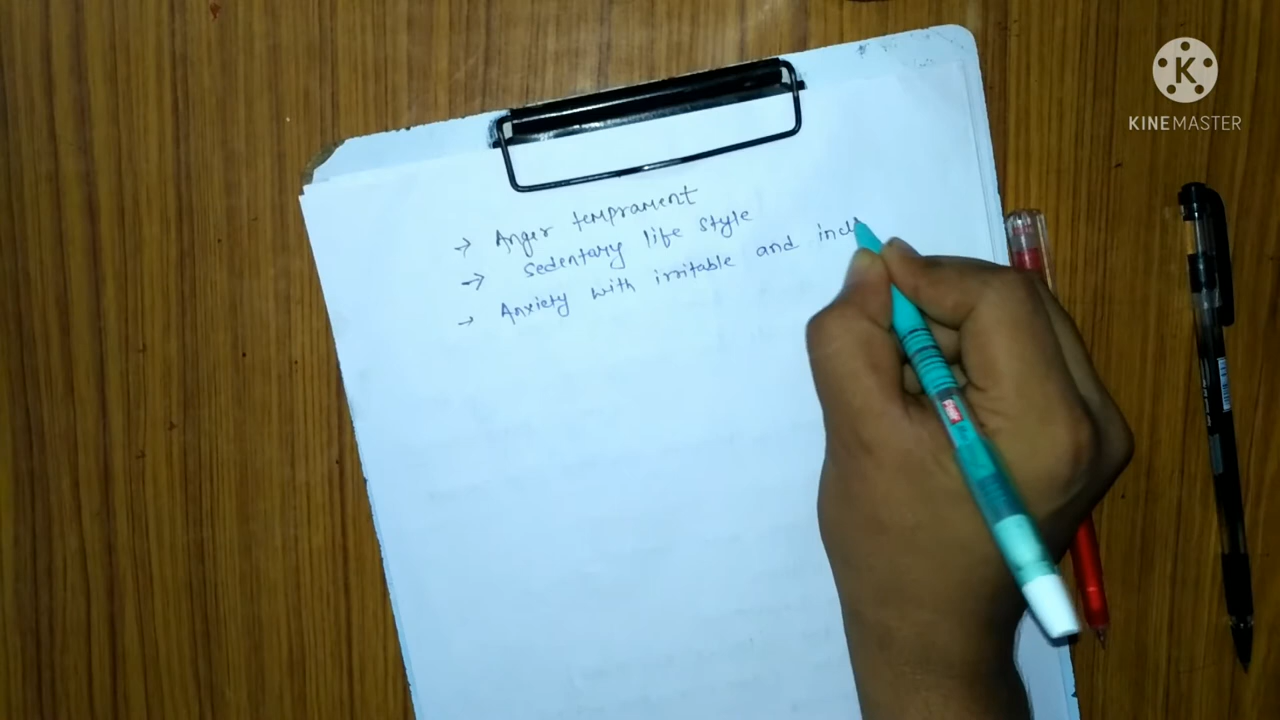 → Anger temprament
→ Sedentary life style
→ Anxiety with irritable and
K
KINEMASTER